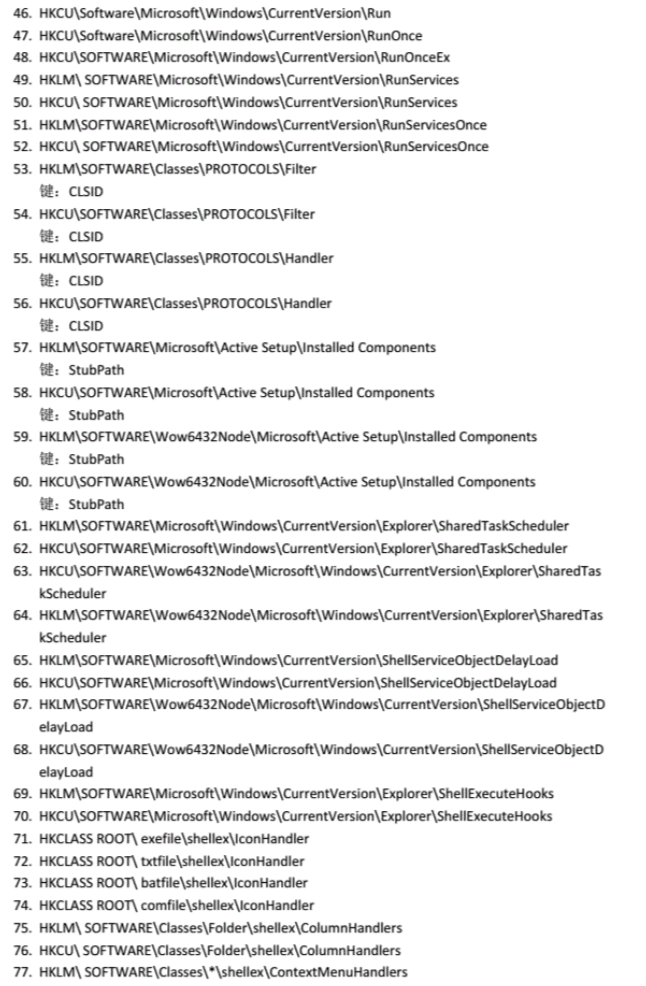 46. HKCU\Software\Microsoft\Windows\CurrentVersion\Run
47. HKCU\Software\Microsoft\Windows\CurrentVersion\RunOnce
48. HKCU\SOFTWARE\Microsoft\Windows\CurrentVersion\RunOnceEx
49. HKLM\ SOFTWARE\Microsoft\Windows\CurrentVersion\RunServices
50. HKCU\ SOFTWARE\Microsoft\Windows\CurrentVersion\RunServices
51. HKLM\SOFTWARE\Microsoft\Windows\CurrentVersion\RunServicesOnce
52. HKCU\ SOFTWARE\Microsoft\Windows\CurrentVersion\RunServicesOnce
53. HKLM\SOFTWARE\Classes\PROTOCOLS\Filter
键：CLSID
54. HKCU\SOFTWARE\Classes\PROTOCOLS\Filter
键：CLSID
55. HKLM\SOFTWARE\Classes\PROTOCOLS\Handler
键：CLSID
56. HKCU\SOFTWARE\Classes\PROTOCOLS\Handler
键：CLSID
57. HKLM\SOFTWARE\Microsoft\Active Setup\Installed Components
键：StubPath
58. HKCU\SOFTWARE\Microsoft\Active Setup\Installed Components
键：StubPath
59. HKLM\SOFTWARE\Wow6432Node\Microsoft\Active Setup\Installed Components
键：StubPath
60. HKCU\SOFTWARE\Wow6432Node\Microsoft\Active Setup\Installed Components
键：StubPath
61. HKLM\SOFTWARE\Microsoft\Windows\CurrentVersion\Explorer\SharedTaskScheduler
62. HKCU\SOFTWARE\Microsoft\Windows\CurrentVersion\Explorer\SharedTaskScheduler
63. HKCU\SOFTWARE\Wow6432Node\Microsoft\Windows\CurrentVersion\Explorer\SharedTas
kScheduler
64. HKLM\SOFTWARE\Wow6432Node\Microsoft\Windows\CurrentVersion\Explorer\SharedTas
kScheduler
65. HKLM\SOFTWARE\Microsoft\Windows\CurrentVersion\ShellServiceObjectDelayLoad
66. HKCU\SOFTWARE\Microsoft\Windows\CurrentVersion\ShellServiceObjectDelayLoad
67. HKLM\SOFTWARE\Wow6432Node\Microsoft\Windows\CurrentVersion\ShellServiceObjectD
elayLoad
68. HKCU\SOFTWARE\Wow6432Node\Microsoft\Windows\CurrentVersion\ShellServiceObjectD
elayLoad
69. HKLM\SOFTWARE\Microsoft\Windows\CurrentVersion\Explorer\ShellExecuteHooks
70. HKCU\SOFTWARE\Microsoft\Windows\CurrentVersion\Explorer\ShellExecuteHooks
71. HKCLASS ROOT\ exefile\shellex\IconHandler
72. HKCLASS ROOT\ txtfile\shellex\IconHandler
73. HKCLASS ROOT\ batfile\shellex\IconHandler
74. HKCLASS ROOT\ comfile\shellex\IconHandler
75. HKLM\ SOFTWARE\Classes\Folder\shellex\ColumnHandlers
76. HKCU\ SOFTWARE\Classes\Folder\shellex\ColumnHandlers
77. HKLM\ SOFTWARE\Classes\*\shellex\ContextMenuHandlers